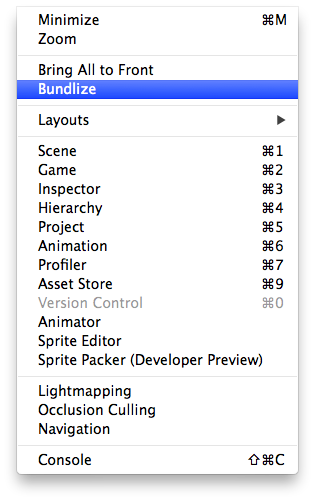 Minimize ⌘M
Zoom
Bring All to Front
Bundlize
Layouts ▶
Scene ⌘1
Game ⌘2
Inspector ⌘3
Hierarchy ⌘4
Project ⌘5
Animation ⌘6
Profiler ⌘7
Asset Store ⌘9
Version Control ⌘0
Animator
Sprite Editor
Sprite Packer (Developer Preview)
Lightmapping
Occlusion Culling
Navigation
Console ⇧⌘C